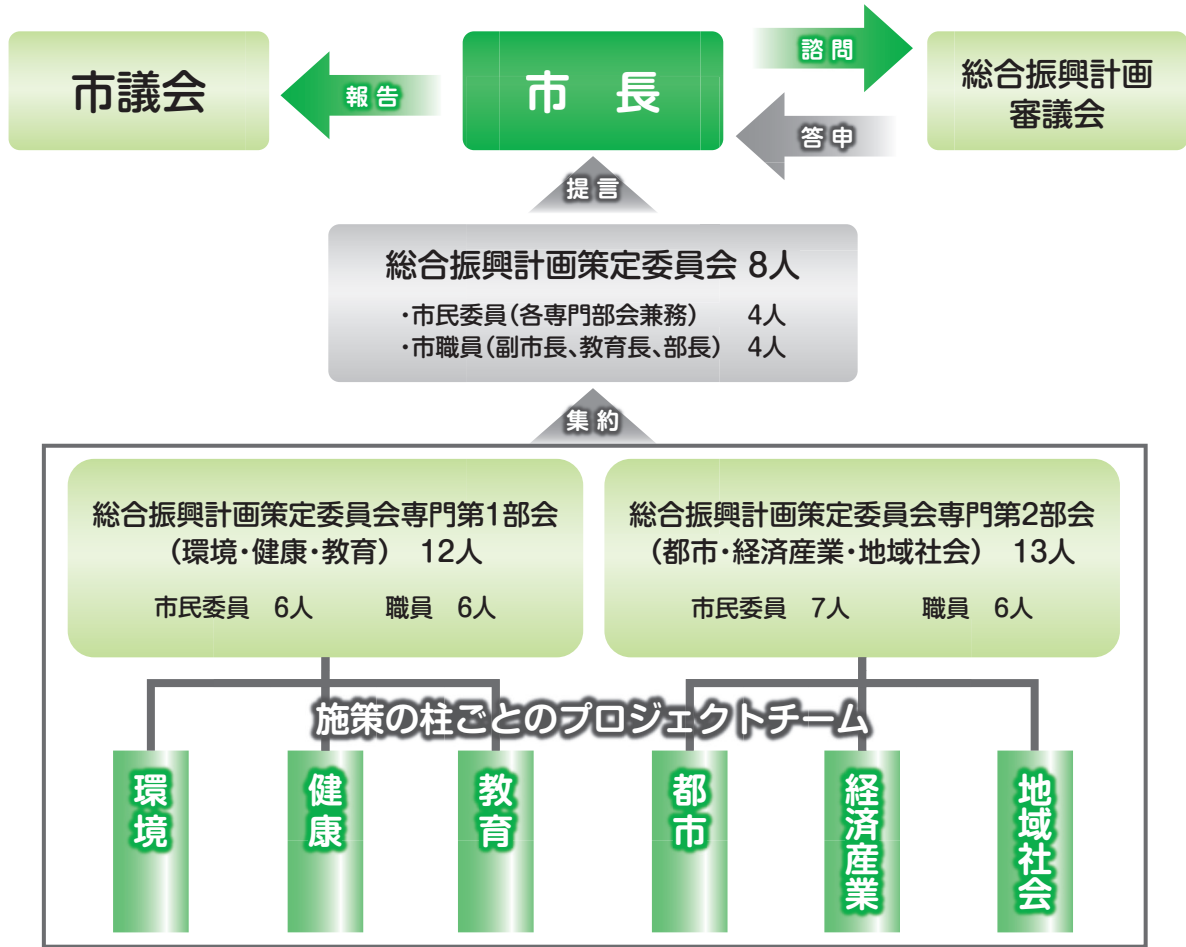 市議会
報告
市 長
諮問
答申
総合振興計画
審議会
提言
総合振興計画策定委員会 8人
・市民委員(各専門部会兼務) 4人
・市職員(副市長、教育長、部長) 4人
集約
総合振興計画策定委員会専門第1部会
(環境・健康・教育) 12人
市民委員 6人 職員 6人
総合振興計画策定委員会専門第2部会
(都市・経済産業・地域社会) 13人
市民委員 7人 職員 6人
施策の柱ごとのプロジェクトチーム
環境
健康
教育
都市
経済産業
地域社会